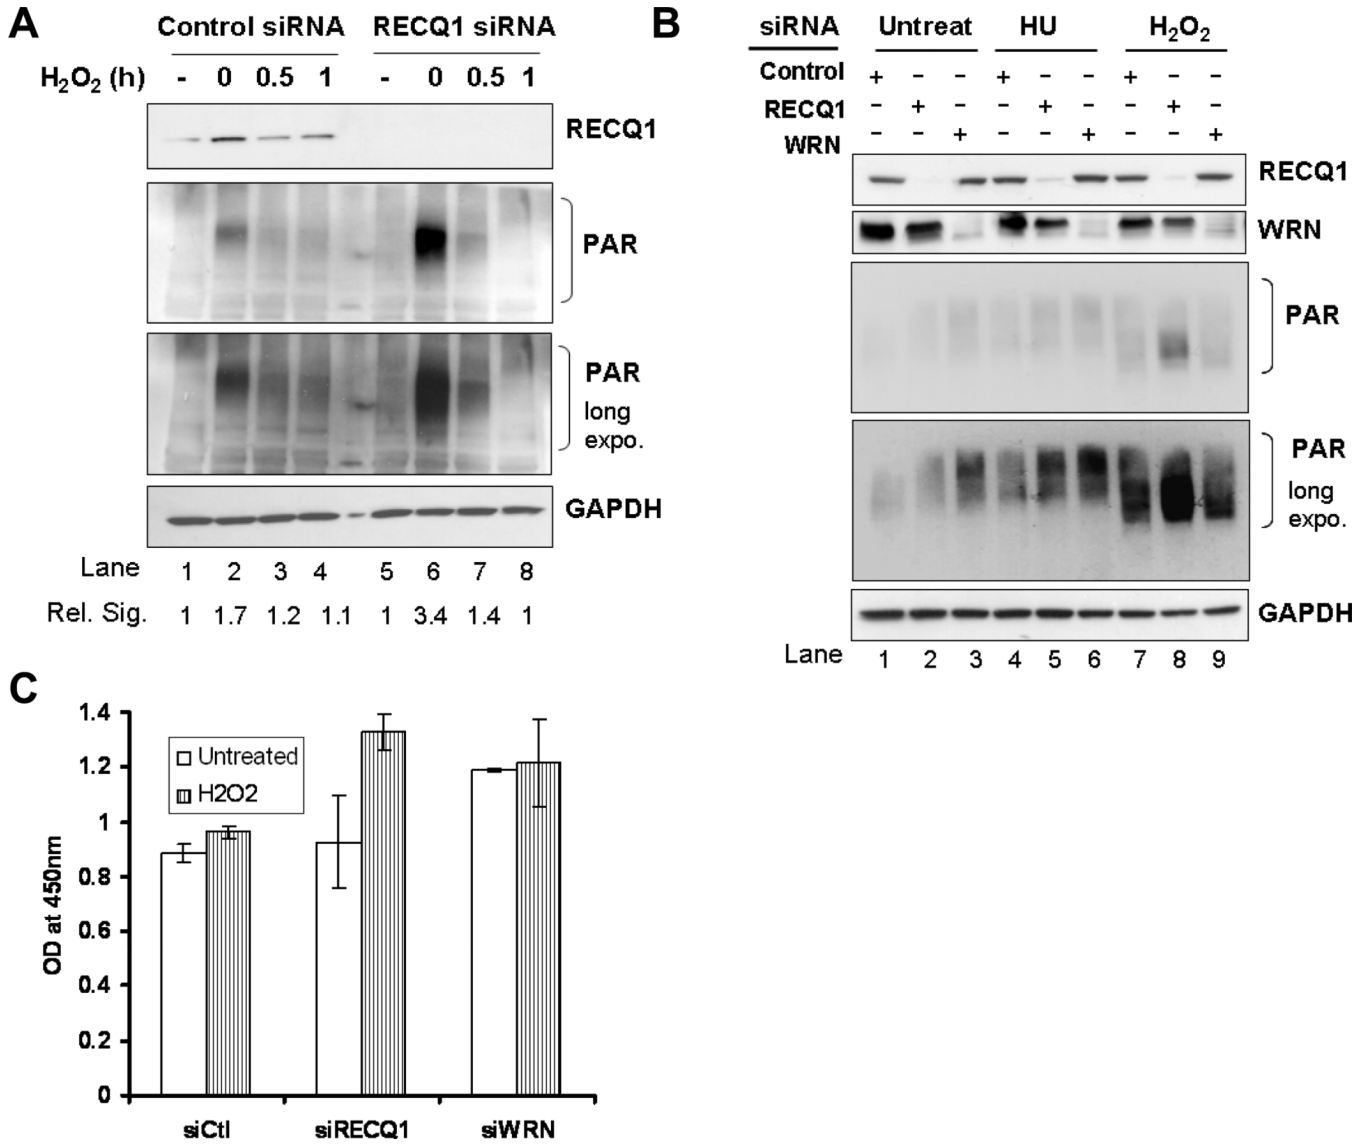 A
Control siRNA RECQ1 siRNA
H2O2 (h) - 0 0.5 1 - 0 0.5 1
RECQ1
PAR
PAR
long
expo.
GAPDH
Lane 1 2 3 4 5 6 7 8
Rel. Sig. 1 1.7 1.2 1.1 1 3.4 1.4 1
B
siRNA Untreat HU H2O2
Control + - - + - - + - -
RECQ1 - + - - + - - + -
WRN - - + - - + - - +
RECQ1
WRN
PAR
PAR
long
expo.
GAPDH
Lane 1 2 3 4 5 6 7 8 9
C
1.4
1.2
1
0.8
0.6
0.4
0.2
0
OD at 450nm
Untreated
H2O2
siCtl siRECQ1 siWRN